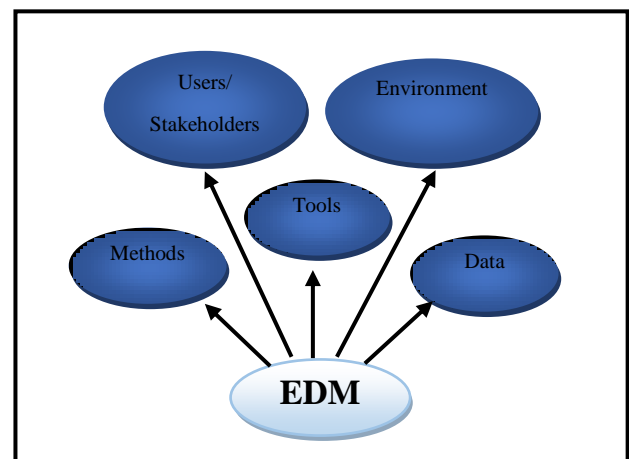 Users/
Stakeholders
Environment
Tools
Methods
Data
EDM